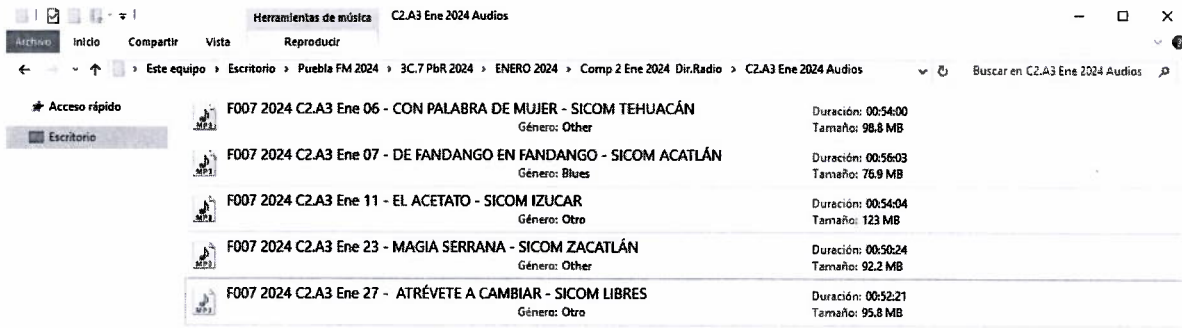 Herramientas de música C2.A3 Ene 2024 Audios
Archivo Inicio Compartir Vista Reproducir
Este equipo › Escritorio › Puebla FM 2024 › 3C.7 PbR 2024 › ENERO 2024 › Comp 2 Ene 2024 Dir.Radio › C2.A3 Ene 2024 Audios Buscar en C2.A3 Ene 2024 Audios
Acceso rápido
Escritorio
F007 2024 C2.A3 Ene 06 - CON PALABRA DE MUJER - SICOM TEHUACÁN Duración: 00:54:00
MP3 Género: Other Tamaño: 98.8 MB
F007 2024 C2.A3 Ene 07 - DE FANDANGO EN FANDANGO - SICOM ACATLÁN Duración: 00:56:03
MP3 Género: Blues Tamaño: 76.9 MB
F007 2024 C2.A3 Ene 11 - EL ACETATO - SICOM IZUCAR Duración: 00:54:04
MP3 Género: Otro Tamaño: 123 MB
F007 2024 C2.A3 Ene 23 - MAGIA SERRANA - SICOM ZACATLÁN Duración: 00:50:24
MP3 Género: Other Tamaño: 92.2 MB
F007 2024 C2.A3 Ene 27 - ATRÉVETE A CAMBIAR - SICOM LIBRES Duración: 00:52:21
MP3 Género: Otro Tamaño: 95.8 MB